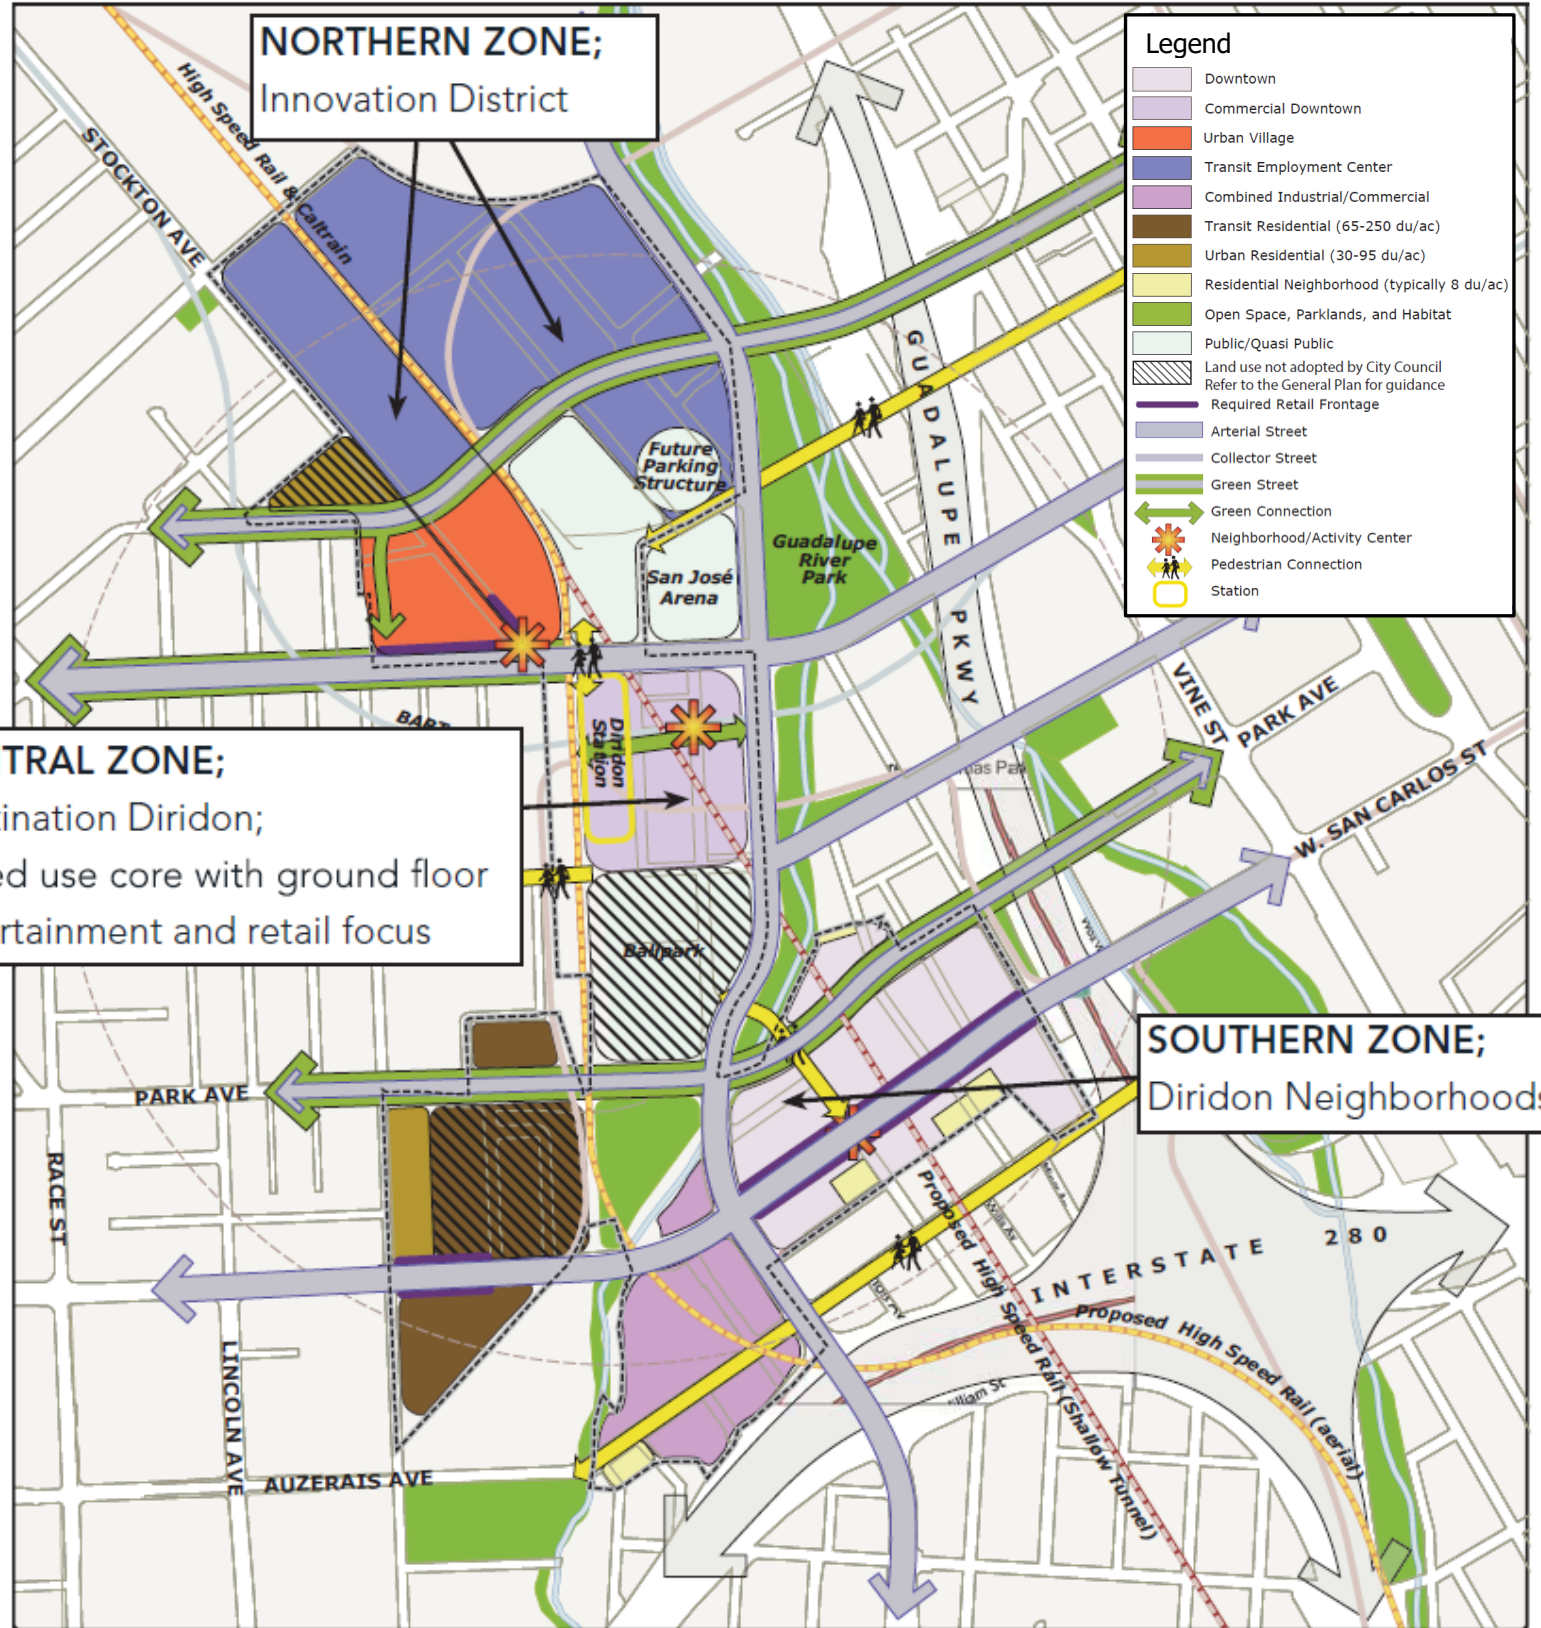 NORTHERN ZONE;
Innovation District
Legend
Downtown
Commercial Downtown
Urban Village
Transit Employment Center
Combined Industrial/Commercial
Transit Residential (65-250 du/ac)
Urban Residential (30-95 du/ac)
Residential Neighborhood (typically 8 du/ac)
Open Space, Parklands, and Habitat
Public/Quasi Public
Land use not adopted by City Council
Refer to the General Plan for guidance
Required Retail Frontage
Arterial Street
Collector Street
Green Street
Green Connection
Neighborhood/Activity Center
Pedestrian Connection
Station
High Speed Rail & Caltrain
STOCKTON AVE
GUADALUPE PKWY
Future
Parking
Structure
Guadalupe
River
Park
San José
Arena
VINE ST
PARK AVE
W. SAN CARLOS ST
BART
Diridon
Station
TRAL ZONE;
tination Diridon;
ed use core with ground floor
rtainment and retail focus
Ballpark
SOUTHERN ZONE;
Diridon Neighborhoods
PARK AVE
RACE ST
LINCOLN AVE
AUZERAIS AVE
INTERSTATE 280
Proposed High Speed Rail (Shallow Tunnel)
Proposed High Speed Rail (aerial)
illiam St